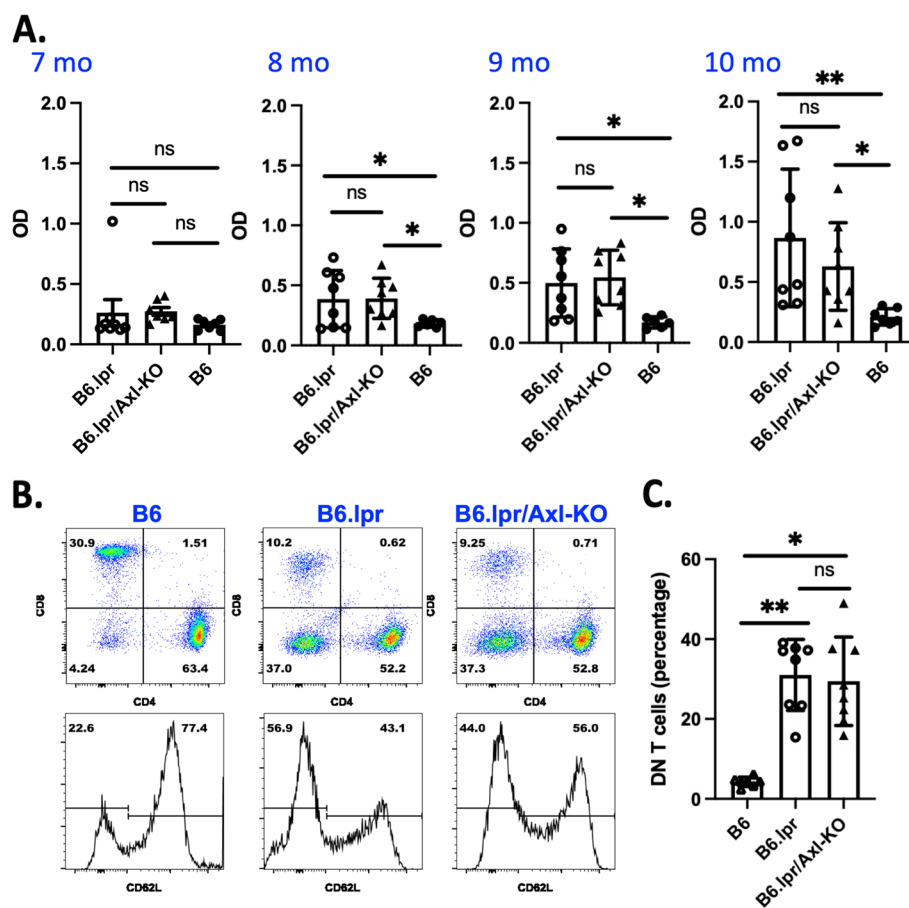 A.
7 mo
8 mo
9 mo
10 mo
OD
2.0
1.5
1.0
0.5
0.0
ns
ns
ns
B6.lpr
B6.lpr/Axl-KO
B6
OD
2.0
1.5
1.0
0.5
0.0
*
ns
*
B6.lpr
B6.lpr/Axl-KO
B6
OD
2.0
1.5
1.0
0.5
0.0
*
ns
*
B6.lpr
B6.lpr/Axl-KO
B6
OD
2.0
1.5
1.0
0.5
0.0
**
ns
*
B6.lpr
B6.lpr/Axl-KO
B6
B.
B6
B6.lpr
B6.lpr/Axl-KO
CD8
30.9
1.51
4.24
63.4
CD4
CD8
10.2
0.62
37.0
52.2
CD4
CD8
9.25
0.71
37.3
52.8
CD4
22.6
77.4
CD62L
56.9
43.1
CD62L
44.0
56.0
CD62L
C.
DN T cells (percentage)
60
40
20
0
*
ns
**
B6
B6.lpr
B6.lpr/Axl-KO